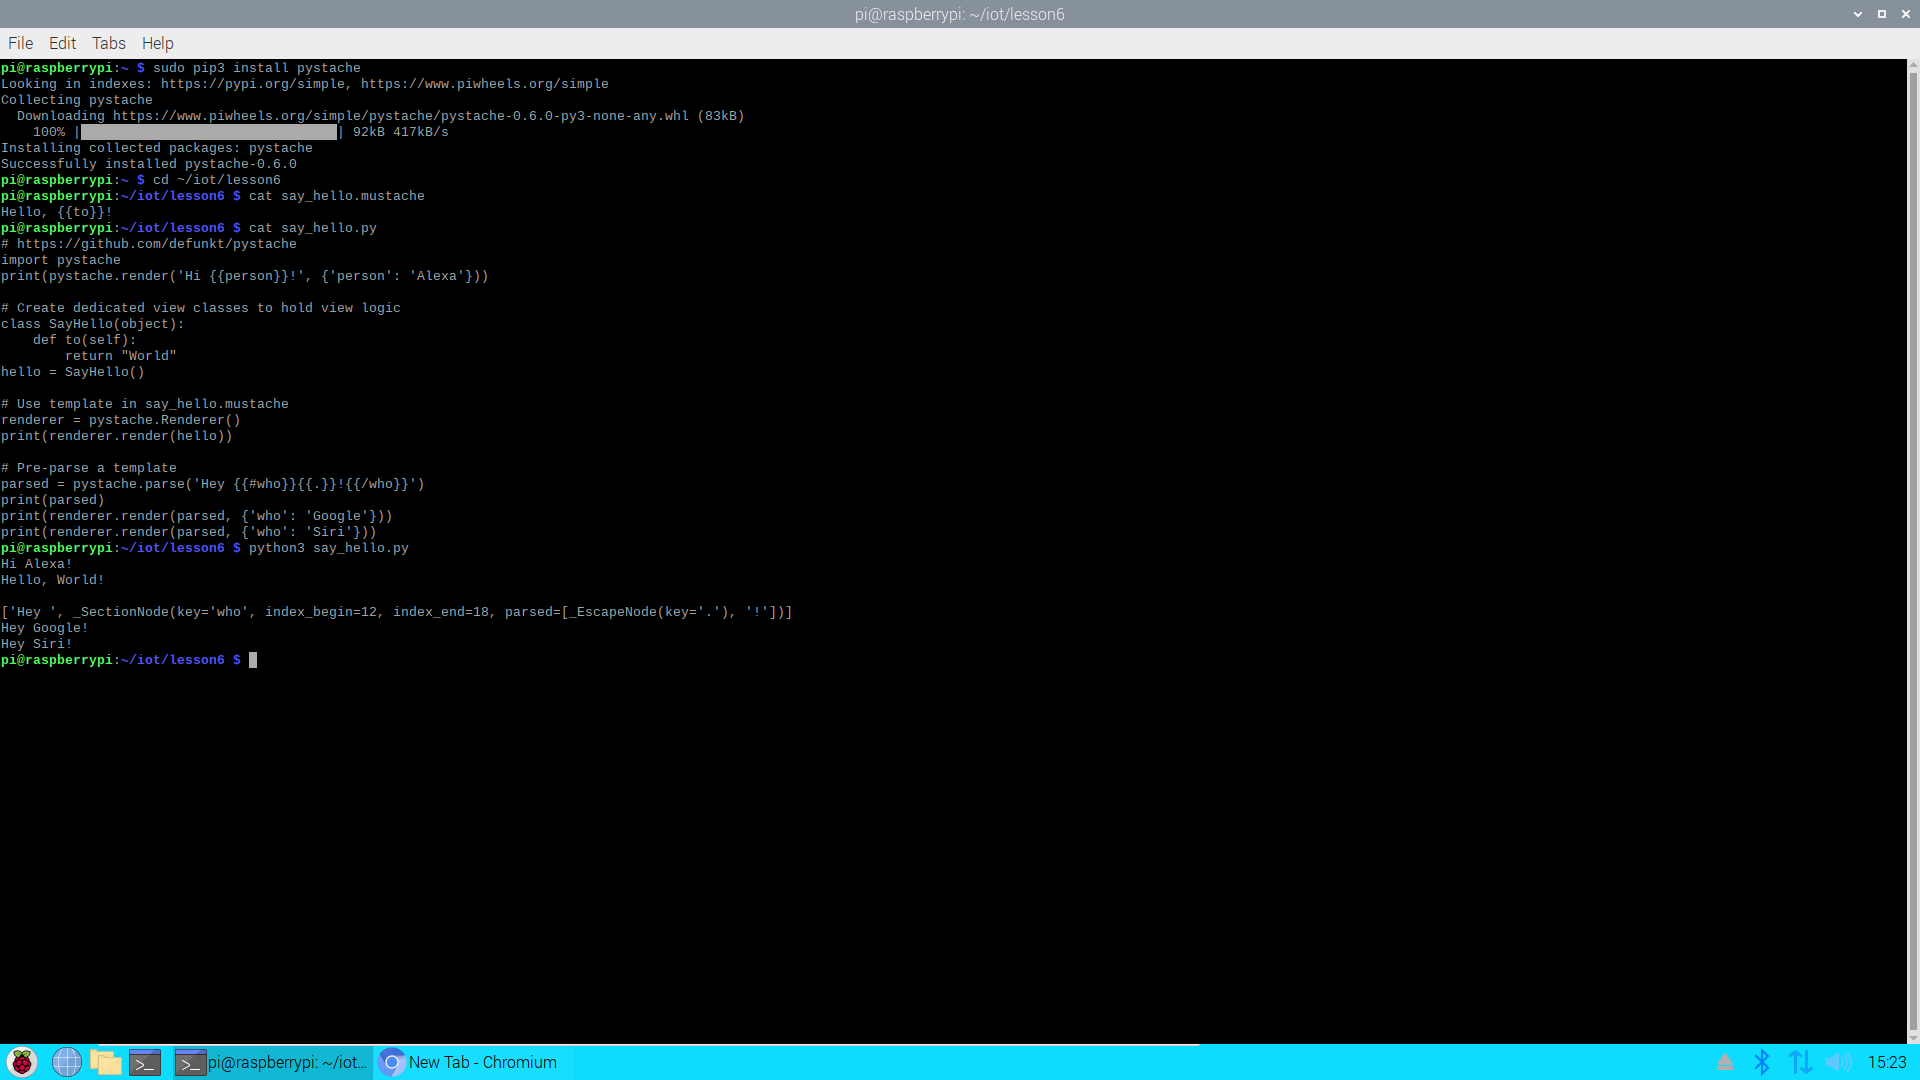 pi@raspberrypi: ~/iot/lesson6
File Edit Tabs Help
pi@raspberrypi:~ $ sudo pip3 install pystache
Looking in indexes: https://pypi.org/simple, https://www.piwheels.org/simple
Collecting pystache
  Downloading https://www.piwheels.org/simple/pystache/pystache-0.6.0-py3-none-any.whl (83kB)
    100% |████████████████████████████████| 92kB 417kB/s
Installing collected packages: pystache
Successfully installed pystache-0.6.0
pi@raspberrypi:~ $ cd ~/iot/lesson6
pi@raspberrypi:~/iot/lesson6 $ cat say_hello.mustache
Hello, {{to}}!
pi@raspberrypi:~/iot/lesson6 $ cat say_hello.py
# https://github.com/defunkt/pystache
import pystache
print(pystache.render('Hi {{person}}!', {'person': 'Alexa'}))

# Create dedicated view classes to hold view logic
class SayHello(object):
    def to(self):
        return "World"
hello = SayHello()

# Use template in say_hello.mustache
renderer = pystache.Renderer()
print(renderer.render(hello))

# Pre-parse a template
parsed = pystache.parse('Hey {{#who}}{{.}}!{{/who}}')
print(parsed)
print(renderer.render(parsed, {'who': 'Google'}))
print(renderer.render(parsed, {'who': 'Siri'}))
pi@raspberrypi:~/iot/lesson6 $ python3 say_hello.py
Hi Alexa!
Hello, World!

['Hey ', _SectionNode(key='who', index_begin=12, index_end=18, parsed=[_EscapeNode(key='.'), '!'])]
Hey Google!
Hey Siri!
pi@raspberrypi:~/iot/lesson6 $
pi@raspberrypi: ~/iot... New Tab - Chromium 15:23